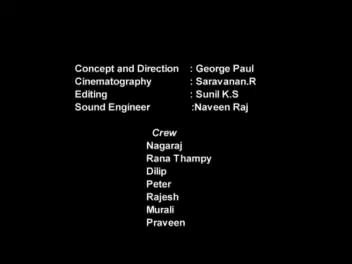 Concept and Direction : George Paul
Cinematography : Saravanan.R
Editing : Sunil K.S
Sound Engineer :Naveen Raj
Crew
Nagaraj
Rana Thampy
Dilip
Peter
Rajesh
Murali
Praveen